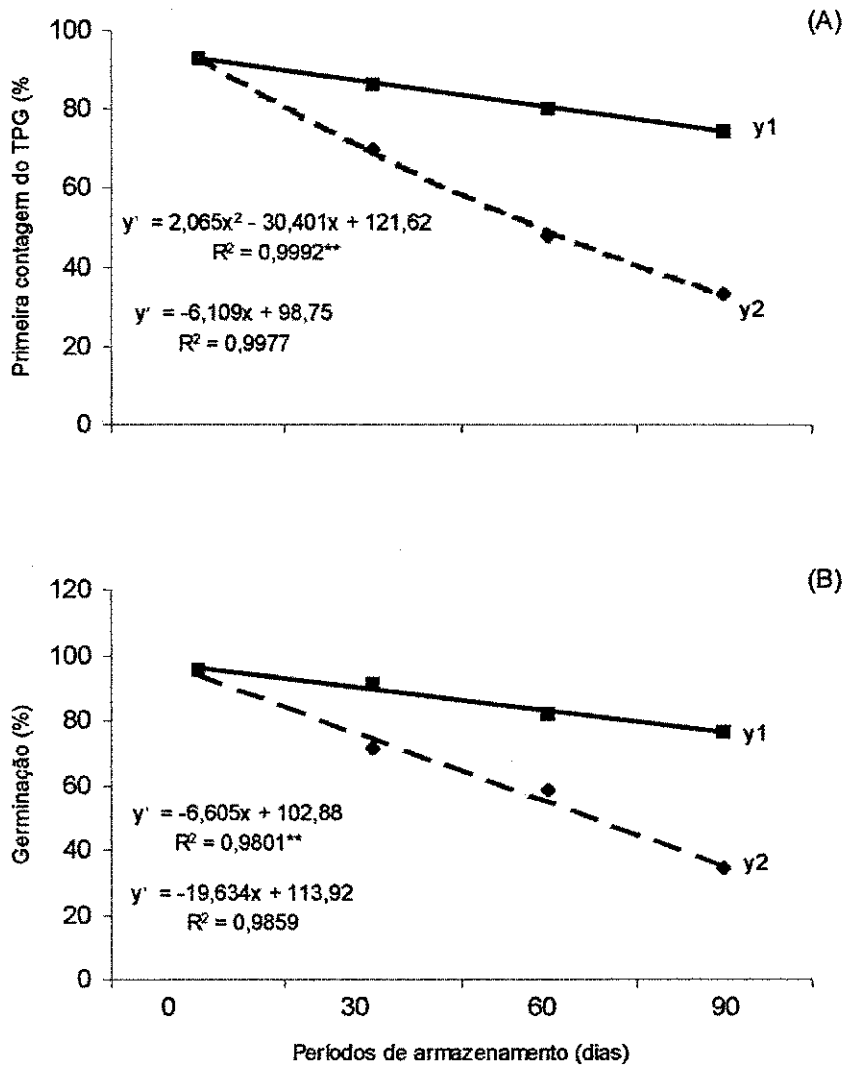 (A)
Primeira contagem do TPG (%
100
80
60
40
20
0
y1
y2
y' = 2,065x² - 30,401x + 121,62
R² = 0,9992**
y' = -6,109x + 98,75
R² = 0,9977
(B)
Germinação (%)
120
100
80
60
40
20
0
y1
y2
y' = -6,605x + 102,88
R² = 0,9801**
y' = -19,634x + 113,92
R² = 0,9859
0 30 60 90
Períodos de armazenamento (dias)